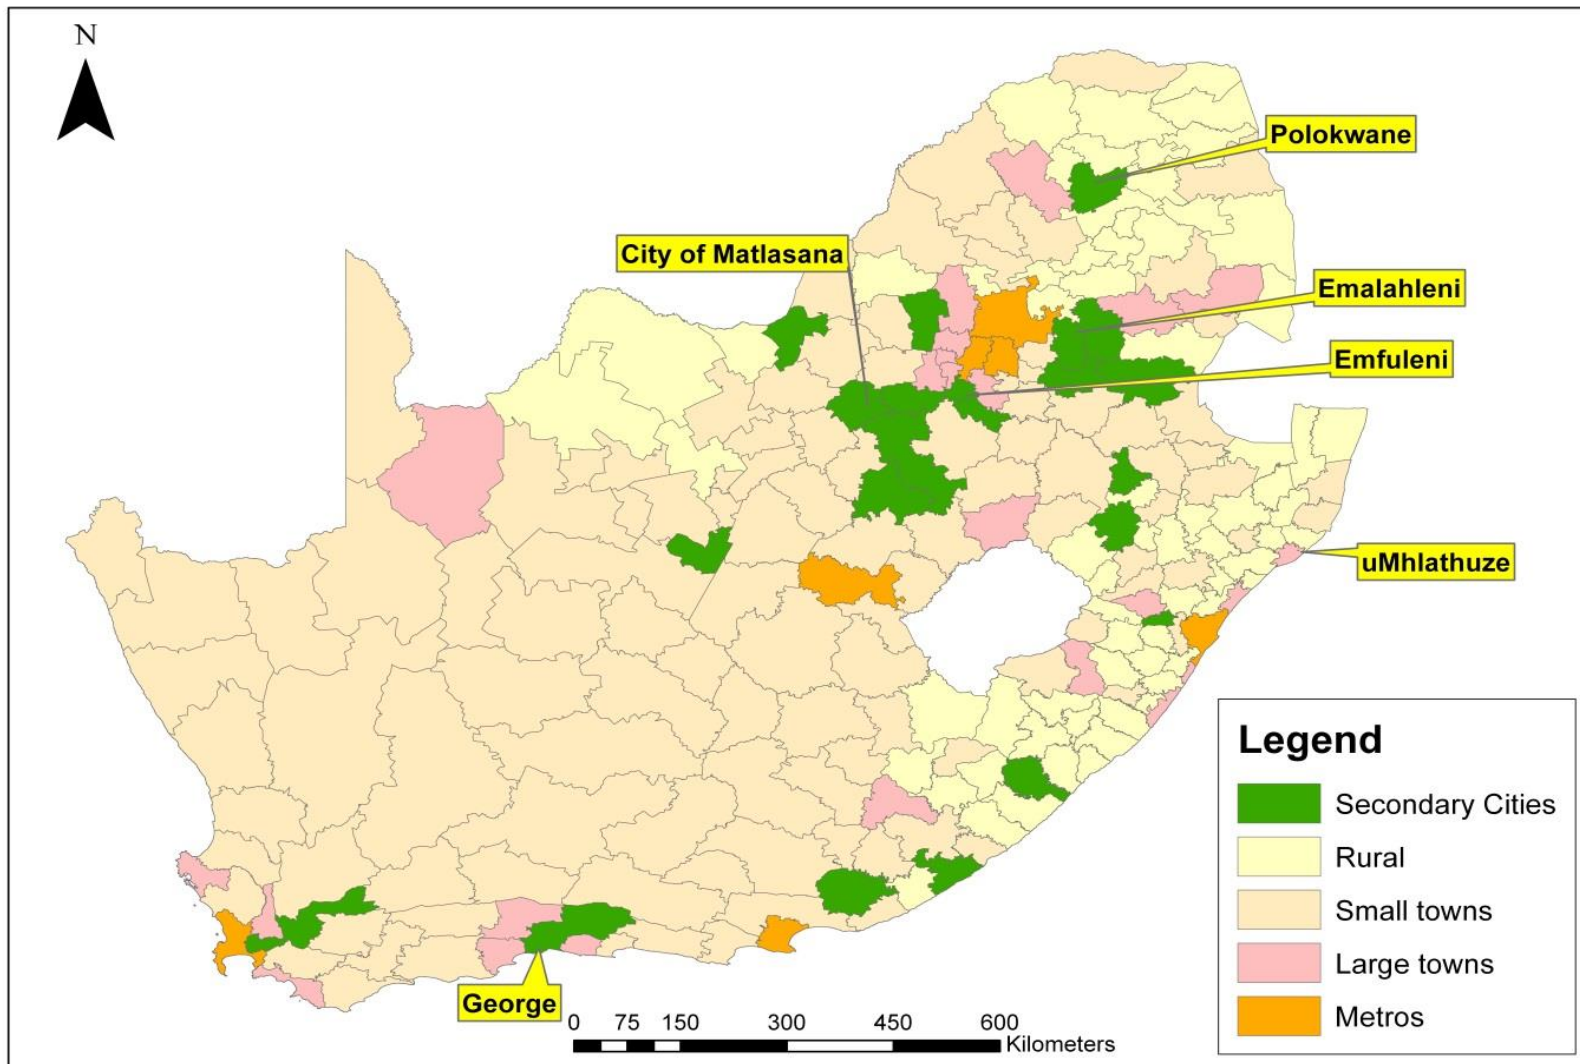 N
Polokwane
City of Matlasana
Emalahleni
Emfuleni
uMhlathuze
George
0 75 150 300 450 600
Kilometers
Legend
Secondary Cities
Rural
Small towns
Large towns
Metros